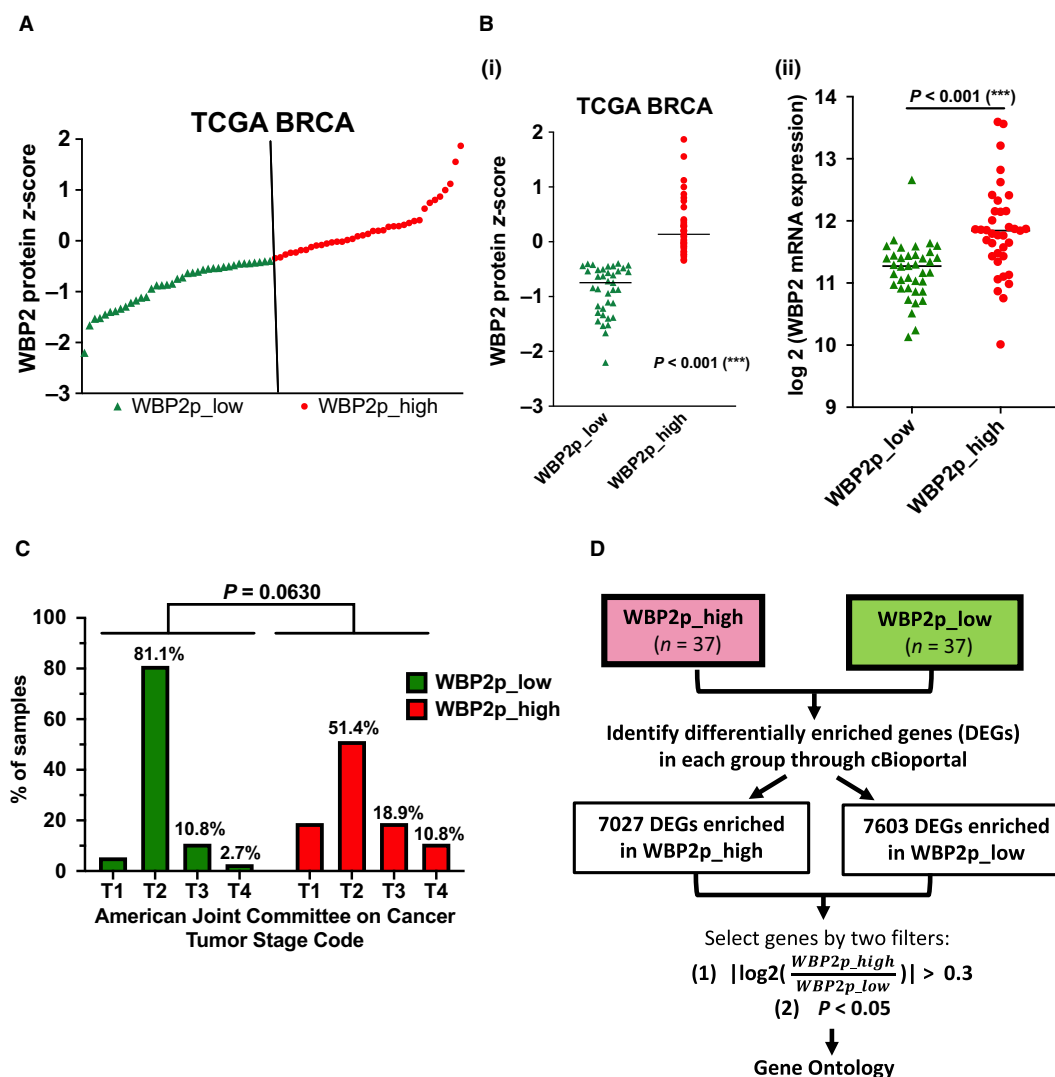 A
TCGA BRCA
WBP2 protein z-score
2
1
0
–1
–2
–3
WBP2p_low
WBP2p_high
B
(i)
TCGA BRCA
WBP2 protein z-score
2
1
0
–1
–2
–3
P < 0.001 (***)
WBP2p_low
WBP2p_high
(ii)
P < 0.001 (***)
log 2 (WBP2 mRNA expression)
14
13
12
11
10
9
WBP2p_low
WBP2p_high
C
P = 0.0630
% of samples
100
80
60
40
20
0
81.1%
10.8%
2.7%
51.4%
18.9%
10.8%
WBP2p_low
WBP2p_high
T1 T2 T3 T4 T1 T2 T3 T4
American Joint Committee on Cancer
Tumor Stage Code
D
WBP2p_high
(n = 37)
WBP2p_low
(n = 37)
Identify differentially enriched genes (DEGs)
in each group through cBioportal
7027 DEGs enriched
in WBP2p_high
7603 DEGs enriched
in WBP2p_low
Select genes by two filters:
(1) |log2(WBP2p_high/WBP2p_low)| > 0.3
(2) P < 0.05
Gene Ontology